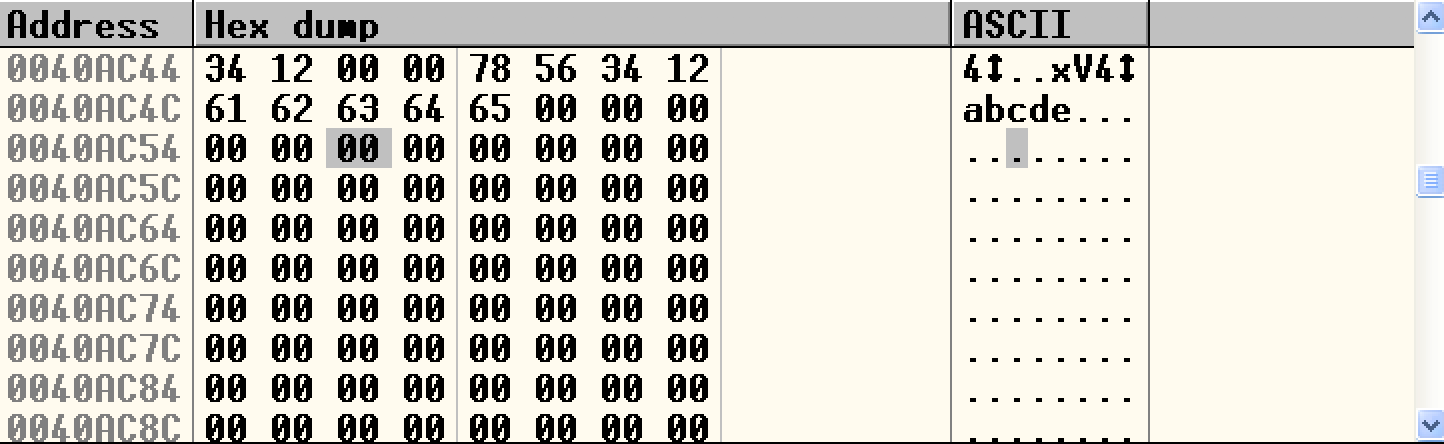 Address Hex dump ASCII
0040AC44 34 12 00 00 78 56 34 12 4↕..xV4↕
0040AC4C 61 62 63 64 65 00 00 00 abcde...
0040AC54 00 00 00 00 00 00 00 00 ........
0040AC5C 00 00 00 00 00 00 00 00 ........
0040AC64 00 00 00 00 00 00 00 00 ........
0040AC6C 00 00 00 00 00 00 00 00 ........
0040AC74 00 00 00 00 00 00 00 00 ........
0040AC7C 00 00 00 00 00 00 00 00 ........
0040AC84 00 00 00 00 00 00 00 00 ........
0040AC8C 00 00 00 00 00 00 00 00 ........